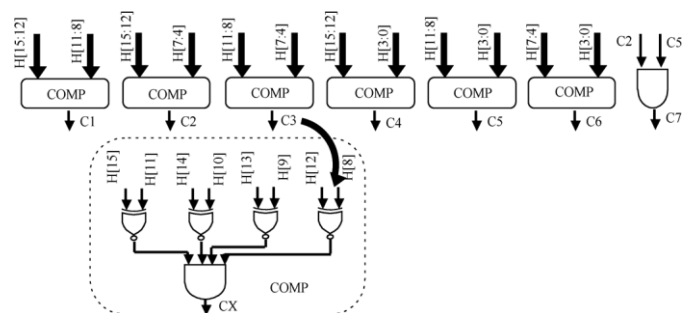 H[15:12]
H[11:8]
H[15:12]
H[7:4]
H[11:8]
H[7:4]
H[15:12]
H[3:0]
H[11:8]
H[3:0]
H[7:4]
H[3:0]
C2
C5
COMP
COMP
COMP
COMP
COMP
COMP
C1
C2
C3
C4
C5
C6
C7
H[15]
H[11]
H[14]
H[10]
H[13]
H[9]
H[12]
H[8]
COMP
CX